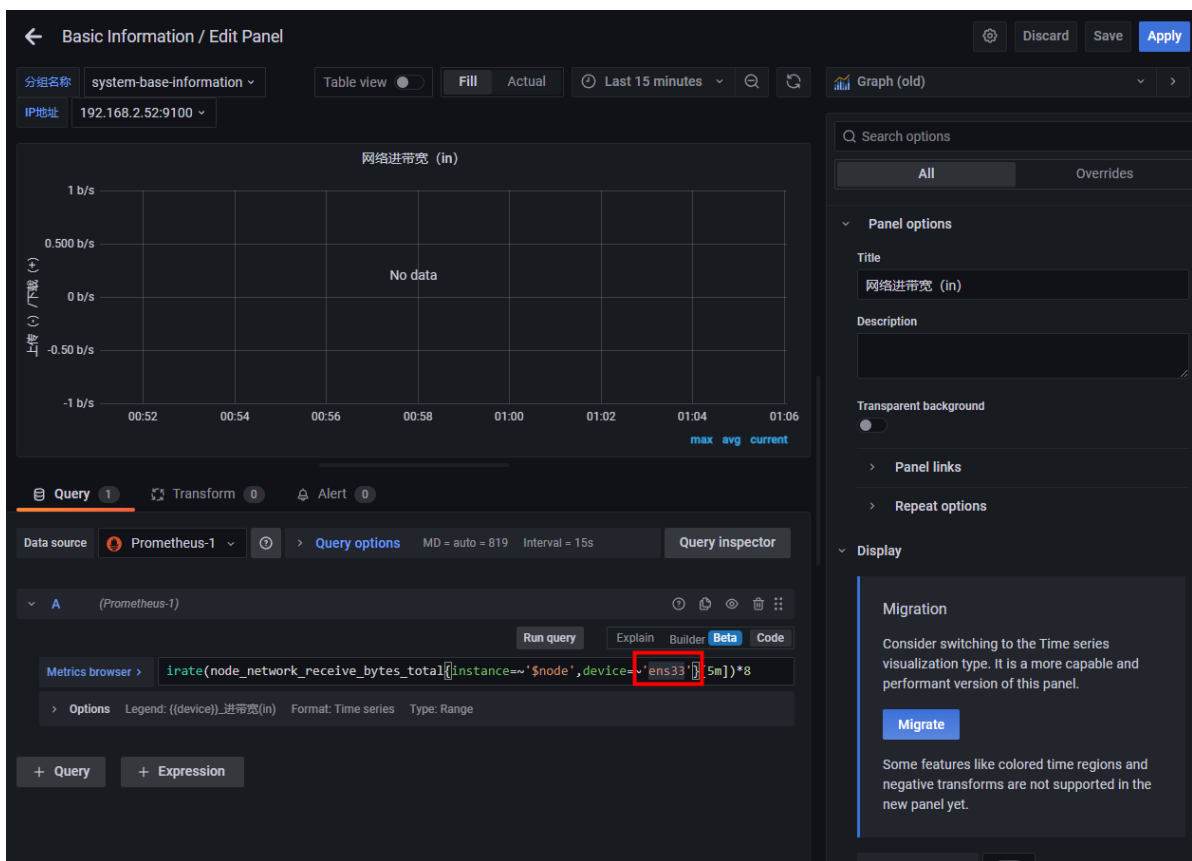 Basic Information / Edit Panel
Discard
Save
Apply
分组名称
system-base-information
Table view
Fill
Actual
Last 15 minutes
Graph (old)
IP地址
192.168.2.52:9100
Search options
All
Overrides
网络进带宽（in）
1 b/s
0.500 b/s
0 b/s
-0.50 b/s
-1 b/s
上传（-）/下载（+）
No data
00:52
00:54
00:56
00:58
01:00
01:02
01:04
01:06
max
avg
current
Panel options
Title
网络进带宽（in）
Description
Transparent background
Panel links
Repeat options
Query 1
Transform 0
Alert 0
Data source
Prometheus-1
Query options
MD = auto = 819
Interval = 15s
Query inspector
A
(Prometheus-1)
Run query
Explain
Builder
Beta
Code
Metrics browser >
irate(node_network_receive_bytes_total{instance=~'$node',device=~'ens33'}[5m])*8
Options
Legend: {{device}}_进带宽(in)
Format: Time series
Type: Range
+ Query
+ Expression
Display
Migration
Consider switching to the Time series
visualization type. It is a more capable and
performant version of this panel.
Migrate
Some features like colored time regions and
negative transforms are not supported in the
new panel yet.